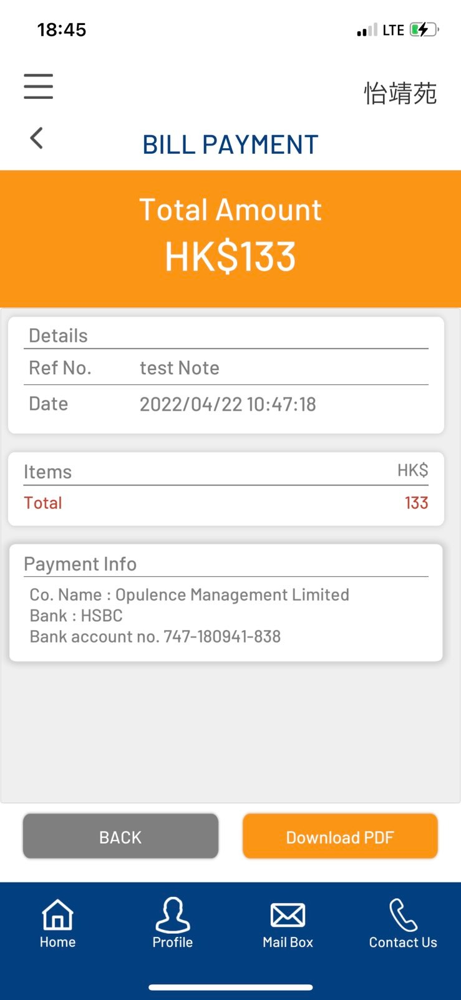 18:45
LTE
怡靖苑
BILL PAYMENT
Total Amount
HK$133
Details
Ref No. test Note
Date 2022/04/22 10:47:18
Items HK$
Total 133
Payment Info
Co. Name : Opulence Management Limited
Bank : HSBC
Bank account no. 747-180941-838
BACK Download PDF
Home Profile Mail Box Contact Us